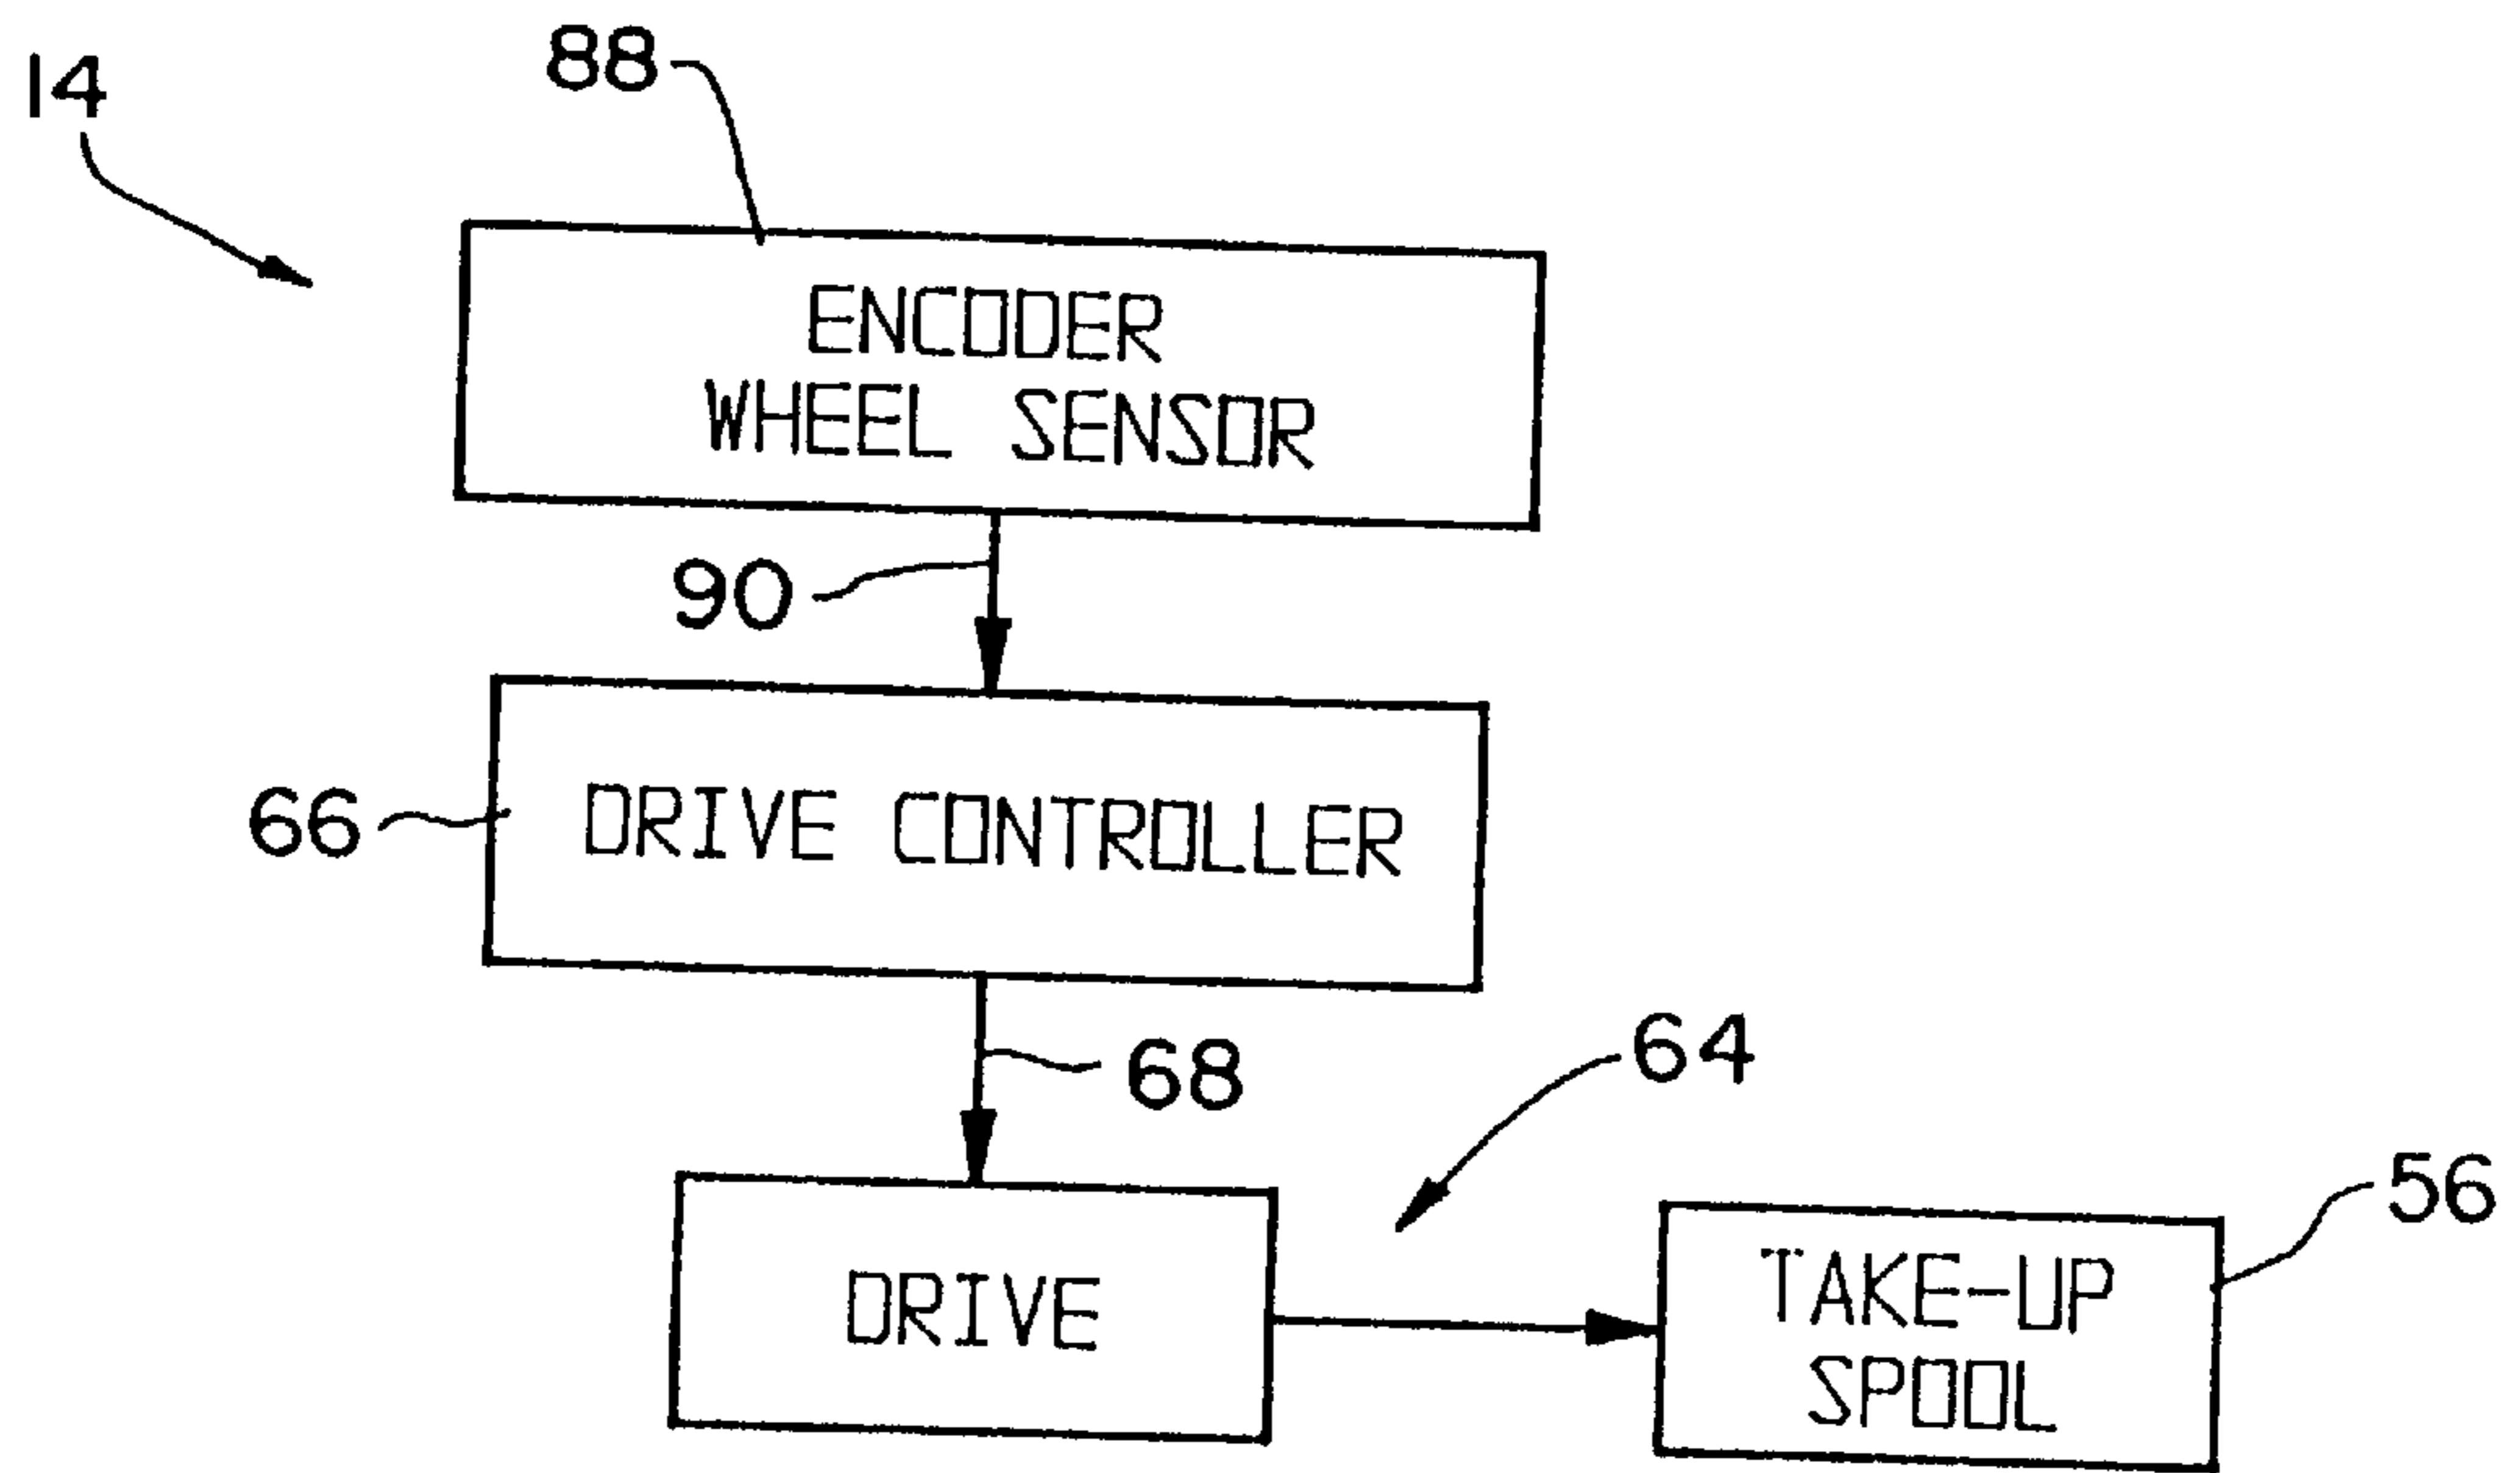 14
88
ENCODER
WHEEL SENSOR
90
66
DRIVE CONTROLLER
68
64
56
DRIVE
TAKE-UP
SPOOL